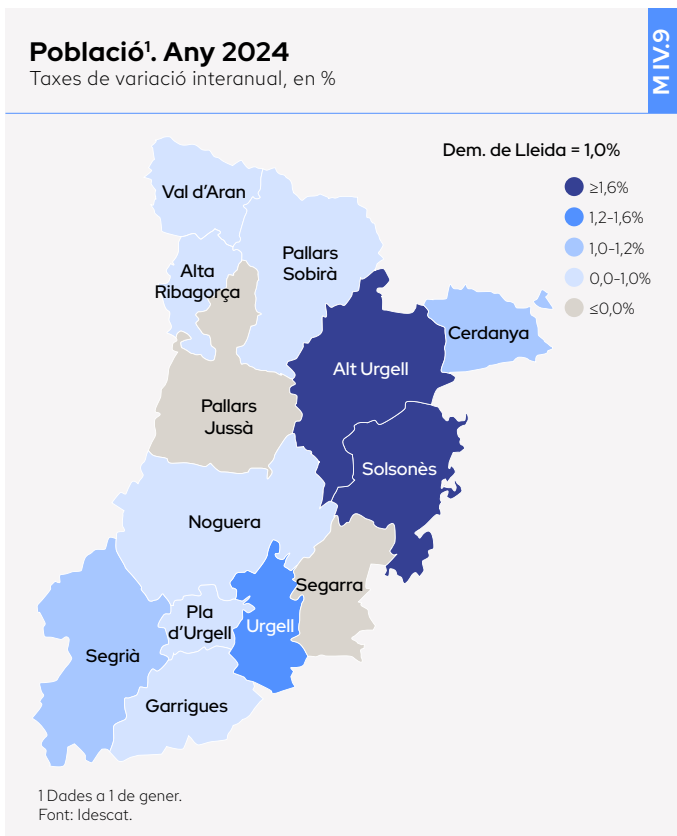 Població¹. Any 2024
Taxes de variació interanual, en %
M IV.9
Dem. de Lleida = 1,0%
≥1,6%
1,2-1,6%
1,0-1,2%
0,0-1,0%
≤0,0%
Val d'Aran
Pallars
Sobirà
Alta
Ribagorça
Cerdanya
Alt Urgell
Pallars
Jussà
Solsonès
Noguera
Segarra
Pla
d'Urgell
Urgell
Segrià
Garrigues
1 Dades a 1 de gener.
Font: Idescat.